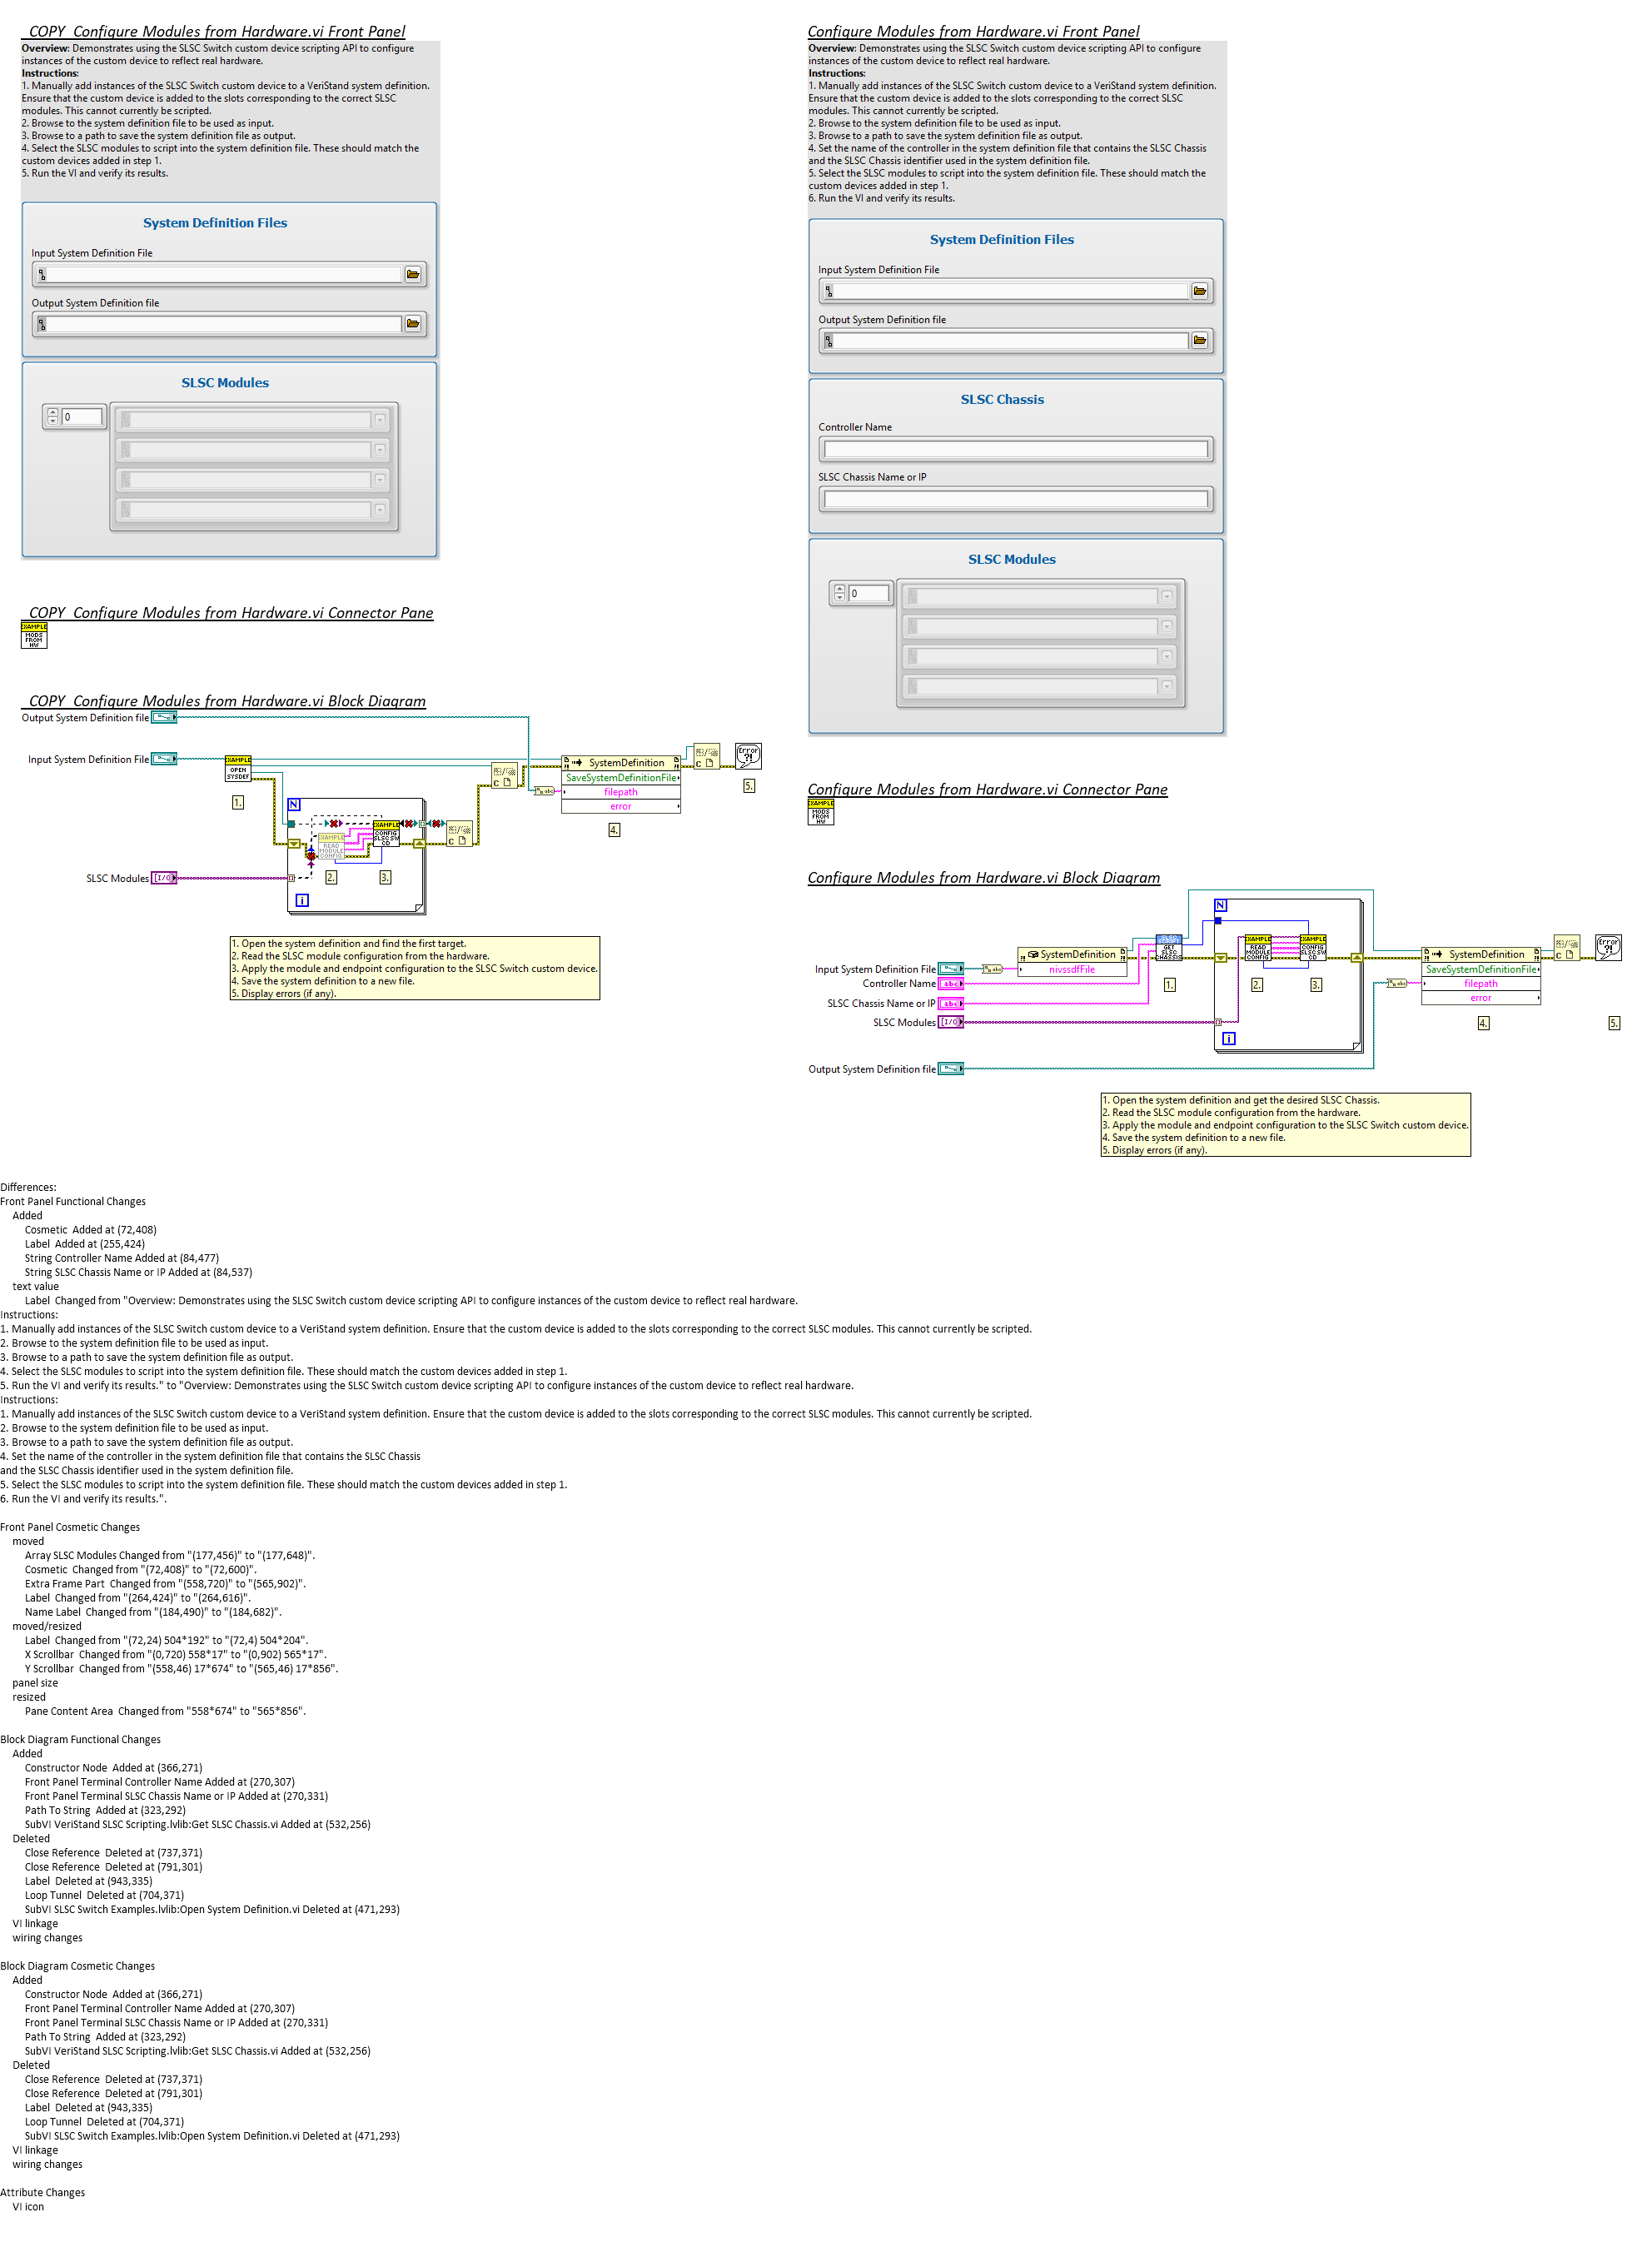 COPY  Configure Modules from Hardware.vi Front Panel
Overview: Demonstrates using the SLSC Switch custom device scripting API to configure
instances of the custom device to reflect real hardware.
Instructions:
1. Manually add instances of the SLSC Switch custom device to a VeriStand system definition.
Ensure that the custom device is added to the slots corresponding to the correct SLSC
modules. This cannot currently be scripted.
2. Browse to the system definition file to be used as input.
3. Browse to a path to save the system definition file as output.
4. Select the SLSC modules to script into the system definition file. These should match the
custom devices added in step 1.
5. Run the VI and verify its results.
System Definition Files
Input System Definition File
Output System Definition file
SLSC Modules
0
COPY  Configure Modules from Hardware.vi Connector Pane
EXAMPLE
MODS
FROM
HW
COPY  Configure Modules from Hardware.vi Block Diagram
Output System Definition file
Input System Definition File
EXAMPLE
OPEN
SYSDEF
1.
N
EXAMPLE
READ
MODULE
CONFIG
EXAMPLE
CONFIG
SLSC SW
CD
2.
3.
SLSC Modules
i
SystemDefinition
SaveSystemDefinitionFile
filepath
error
4.
Error
?!
5.
1. Open the system definition and find the first target.
2. Read the SLSC module configuration from the hardware.
3. Apply the module and endpoint configuration to the SLSC Switch custom device.
4. Save the system definition to a new file.
5. Display errors (if any).
Configure Modules from Hardware.vi Front Panel
Overview: Demonstrates using the SLSC Switch custom device scripting API to configure
instances of the custom device to reflect real hardware.
Instructions:
1. Manually add instances of the SLSC Switch custom device to a VeriStand system definition.
Ensure that the custom device is added to the slots corresponding to the correct SLSC
modules. This cannot currently be scripted.
2. Browse to the system definition file to be used as input.
3. Browse to a path to save the system definition file as output.
4. Set the name of the controller in the system definition file that contains the SLSC Chassis
and the SLSC Chassis identifier used in the system definition file.
5. Select the SLSC modules to script into the system definition file. These should match the
custom devices added in step 1.
6. Run the VI and verify its results.
System Definition Files
Input System Definition File
Output System Definition file
SLSC Chassis
Controller Name
SLSC Chassis Name or IP
SLSC Modules
0
Configure Modules from Hardware.vi Connector Pane
EXAMPLE
MODS
FROM
HW
Configure Modules from Hardware.vi Block Diagram
Input System Definition File
Controller Name
SLSC Chassis Name or IP
SLSC Modules
Output System Definition file
SystemDefinition
nivssdfFile
GET
SLSC
CHASSIS
1.
N
EXAMPLE
READ
MODULE
CONFIG
EXAMPLE
CONFIG
SLSC SW
CD
2.
3.
i
SystemDefinition
SaveSystemDefinitionFile
filepath
error
4.
Error
?!
5.
1. Open the system definition and get the desired SLSC Chassis.
2. Read the SLSC module configuration from the hardware.
3. Apply the module and endpoint configuration to the SLSC Switch custom device.
4. Save the system definition to a new file.
5. Display errors (if any).
Differences:
Front Panel Functional Changes
Added
Cosmetic  Added at (72,408)
Label  Added at (255,424)
String Controller Name Added at (84,477)
String SLSC Chassis Name or IP Added at (84,537)
text value
Label  Changed from "Overview: Demonstrates using the SLSC Switch custom device scripting API to configure instances of the custom device to reflect real hardware.
Instructions:
1. Manually add instances of the SLSC Switch custom device to a VeriStand system definition. Ensure that the custom device is added to the slots corresponding to the correct SLSC modules. This cannot currently be scripted.
2. Browse to the system definition file to be used as input.
3. Browse to a path to save the system definition file as output.
4. Select the SLSC modules to script into the system definition file. These should match the custom devices added in step 1.
5. Run the VI and verify its results." to "Overview: Demonstrates using the SLSC Switch custom device scripting API to configure instances of the custom device to reflect real hardware.
Instructions:
1. Manually add instances of the SLSC Switch custom device to a VeriStand system definition. Ensure that the custom device is added to the slots corresponding to the correct SLSC modules. This cannot currently be scripted.
2. Browse to the system definition file to be used as input.
3. Browse to a path to save the system definition file as output.
4. Set the name of the controller in the system definition file that contains the SLSC Chassis
and the SLSC Chassis identifier used in the system definition file.
5. Select the SLSC modules to script into the system definition file. These should match the custom devices added in step 1.
6. Run the VI and verify its results.".
Front Panel Cosmetic Changes
moved
Array SLSC Modules Changed from "(177,456)" to "(177,648)".
Cosmetic  Changed from "(72,408)" to "(72,600)".
Extra Frame Part  Changed from "(558,720)" to "(565,902)".
Label  Changed from "(264,424)" to "(264,616)".
Name Label  Changed from "(184,490)" to "(184,682)".
moved/resized
Label  Changed from "(72,24) 504*192" to "(72,4) 504*204".
X Scrollbar  Changed from "(0,720) 558*17" to "(0,902) 565*17".
Y Scrollbar  Changed from "(558,46) 17*674" to "(565,46) 17*856".
panel size
resized
Pane Content Area  Changed from "558*674" to "565*856".
Block Diagram Functional Changes
Added
Constructor Node  Added at (366,271)
Front Panel Terminal Controller Name Added at (270,307)
Front Panel Terminal SLSC Chassis Name or IP Added at (270,331)
Path To String  Added at (323,292)
SubVI VeriStand SLSC Scripting.lvlib:Get SLSC Chassis.vi Added at (532,256)
Deleted
Close Reference  Deleted at (737,371)
Close Reference  Deleted at (791,301)
Label  Deleted at (943,335)
Loop Tunnel  Deleted at (704,371)
SubVI SLSC Switch Examples.lvlib:Open System Definition.vi Deleted at (471,293)
VI linkage
wiring changes
Block Diagram Cosmetic Changes
Added
Constructor Node  Added at (366,271)
Front Panel Terminal Controller Name Added at (270,307)
Front Panel Terminal SLSC Chassis Name or IP Added at (270,331)
Path To String  Added at (323,292)
SubVI VeriStand SLSC Scripting.lvlib:Get SLSC Chassis.vi Added at (532,256)
Deleted
Close Reference  Deleted at (737,371)
Close Reference  Deleted at (791,301)
Label  Deleted at (943,335)
Loop Tunnel  Deleted at (704,371)
SubVI SLSC Switch Examples.lvlib:Open System Definition.vi Deleted at (471,293)
VI linkage
wiring changes
Attribute Changes
VI icon